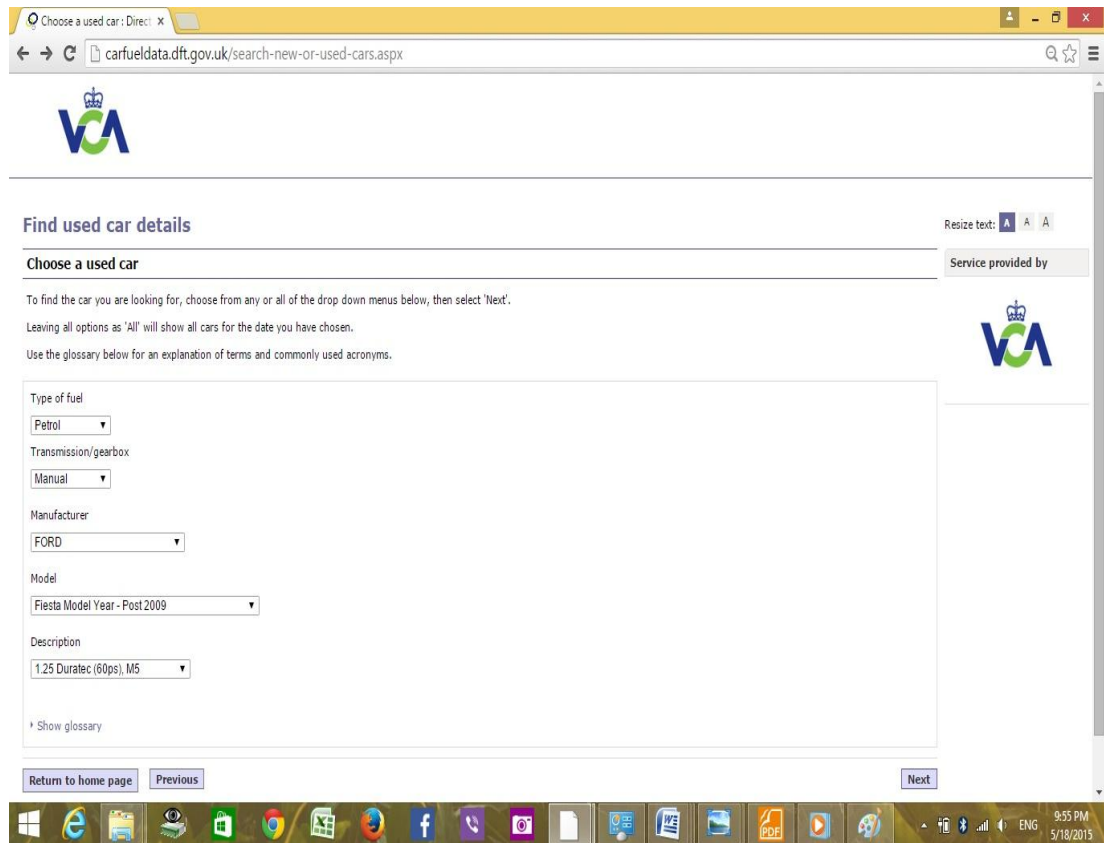 Choose a used car : Direct
carfueldata.dft.gov.uk/search-new-or-used-cars.aspx
VCA
Find used car details
Resize text: A A A
Choose a used car
Service provided by
To find the car you are looking for, choose from any or all of the drop down menus below, then select 'Next'.
Leaving all options as 'All' will show all cars for the date you have chosen.
Use the glossary below for an explanation of terms and commonly used acronyms.
VCA
Type of fuel
Petrol
Transmission/gearbox
Manual
Manufacturer
FORD
Model
Fiesta Model Year - Post 2009
Description
1.25 Duratec (60ps), M5
Show glossary
Return to home page Previous Next
PDF
ENG
9:55 PM
5/18/2015